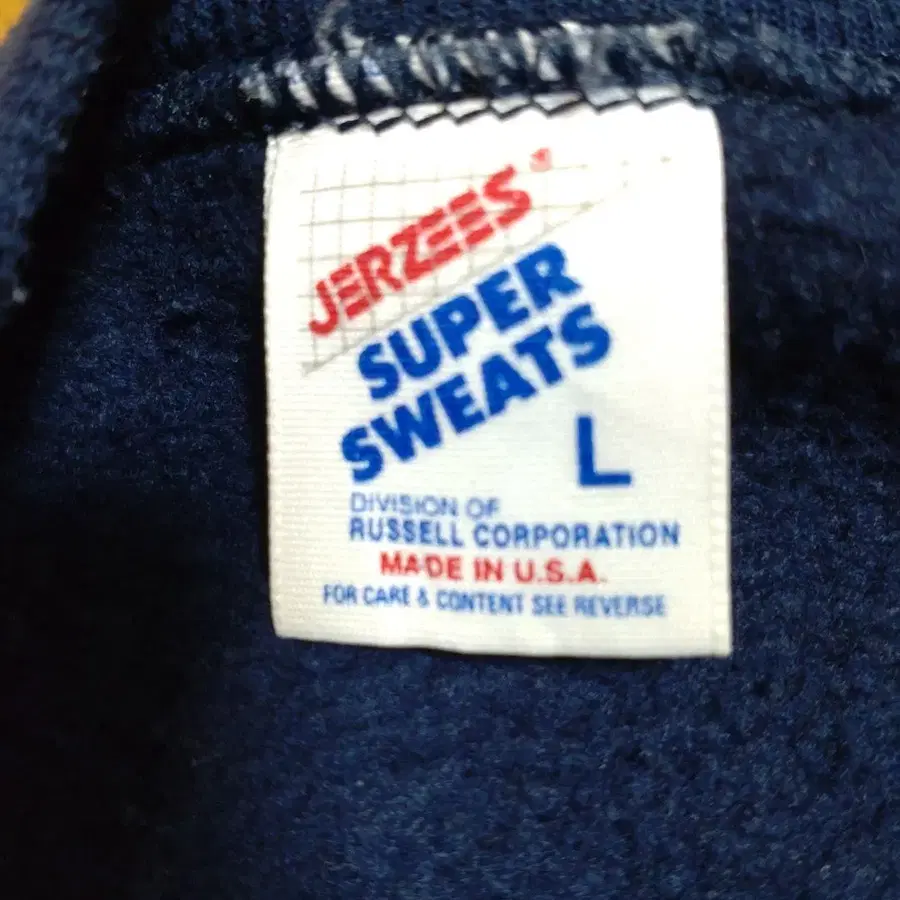 JERZEES®
SUPER
SWEATS
L
DIVISION OF
RUSSELL CORPORATION
MADE IN U.S.A.
FOR CARE & CONTENT SEE REVERSE